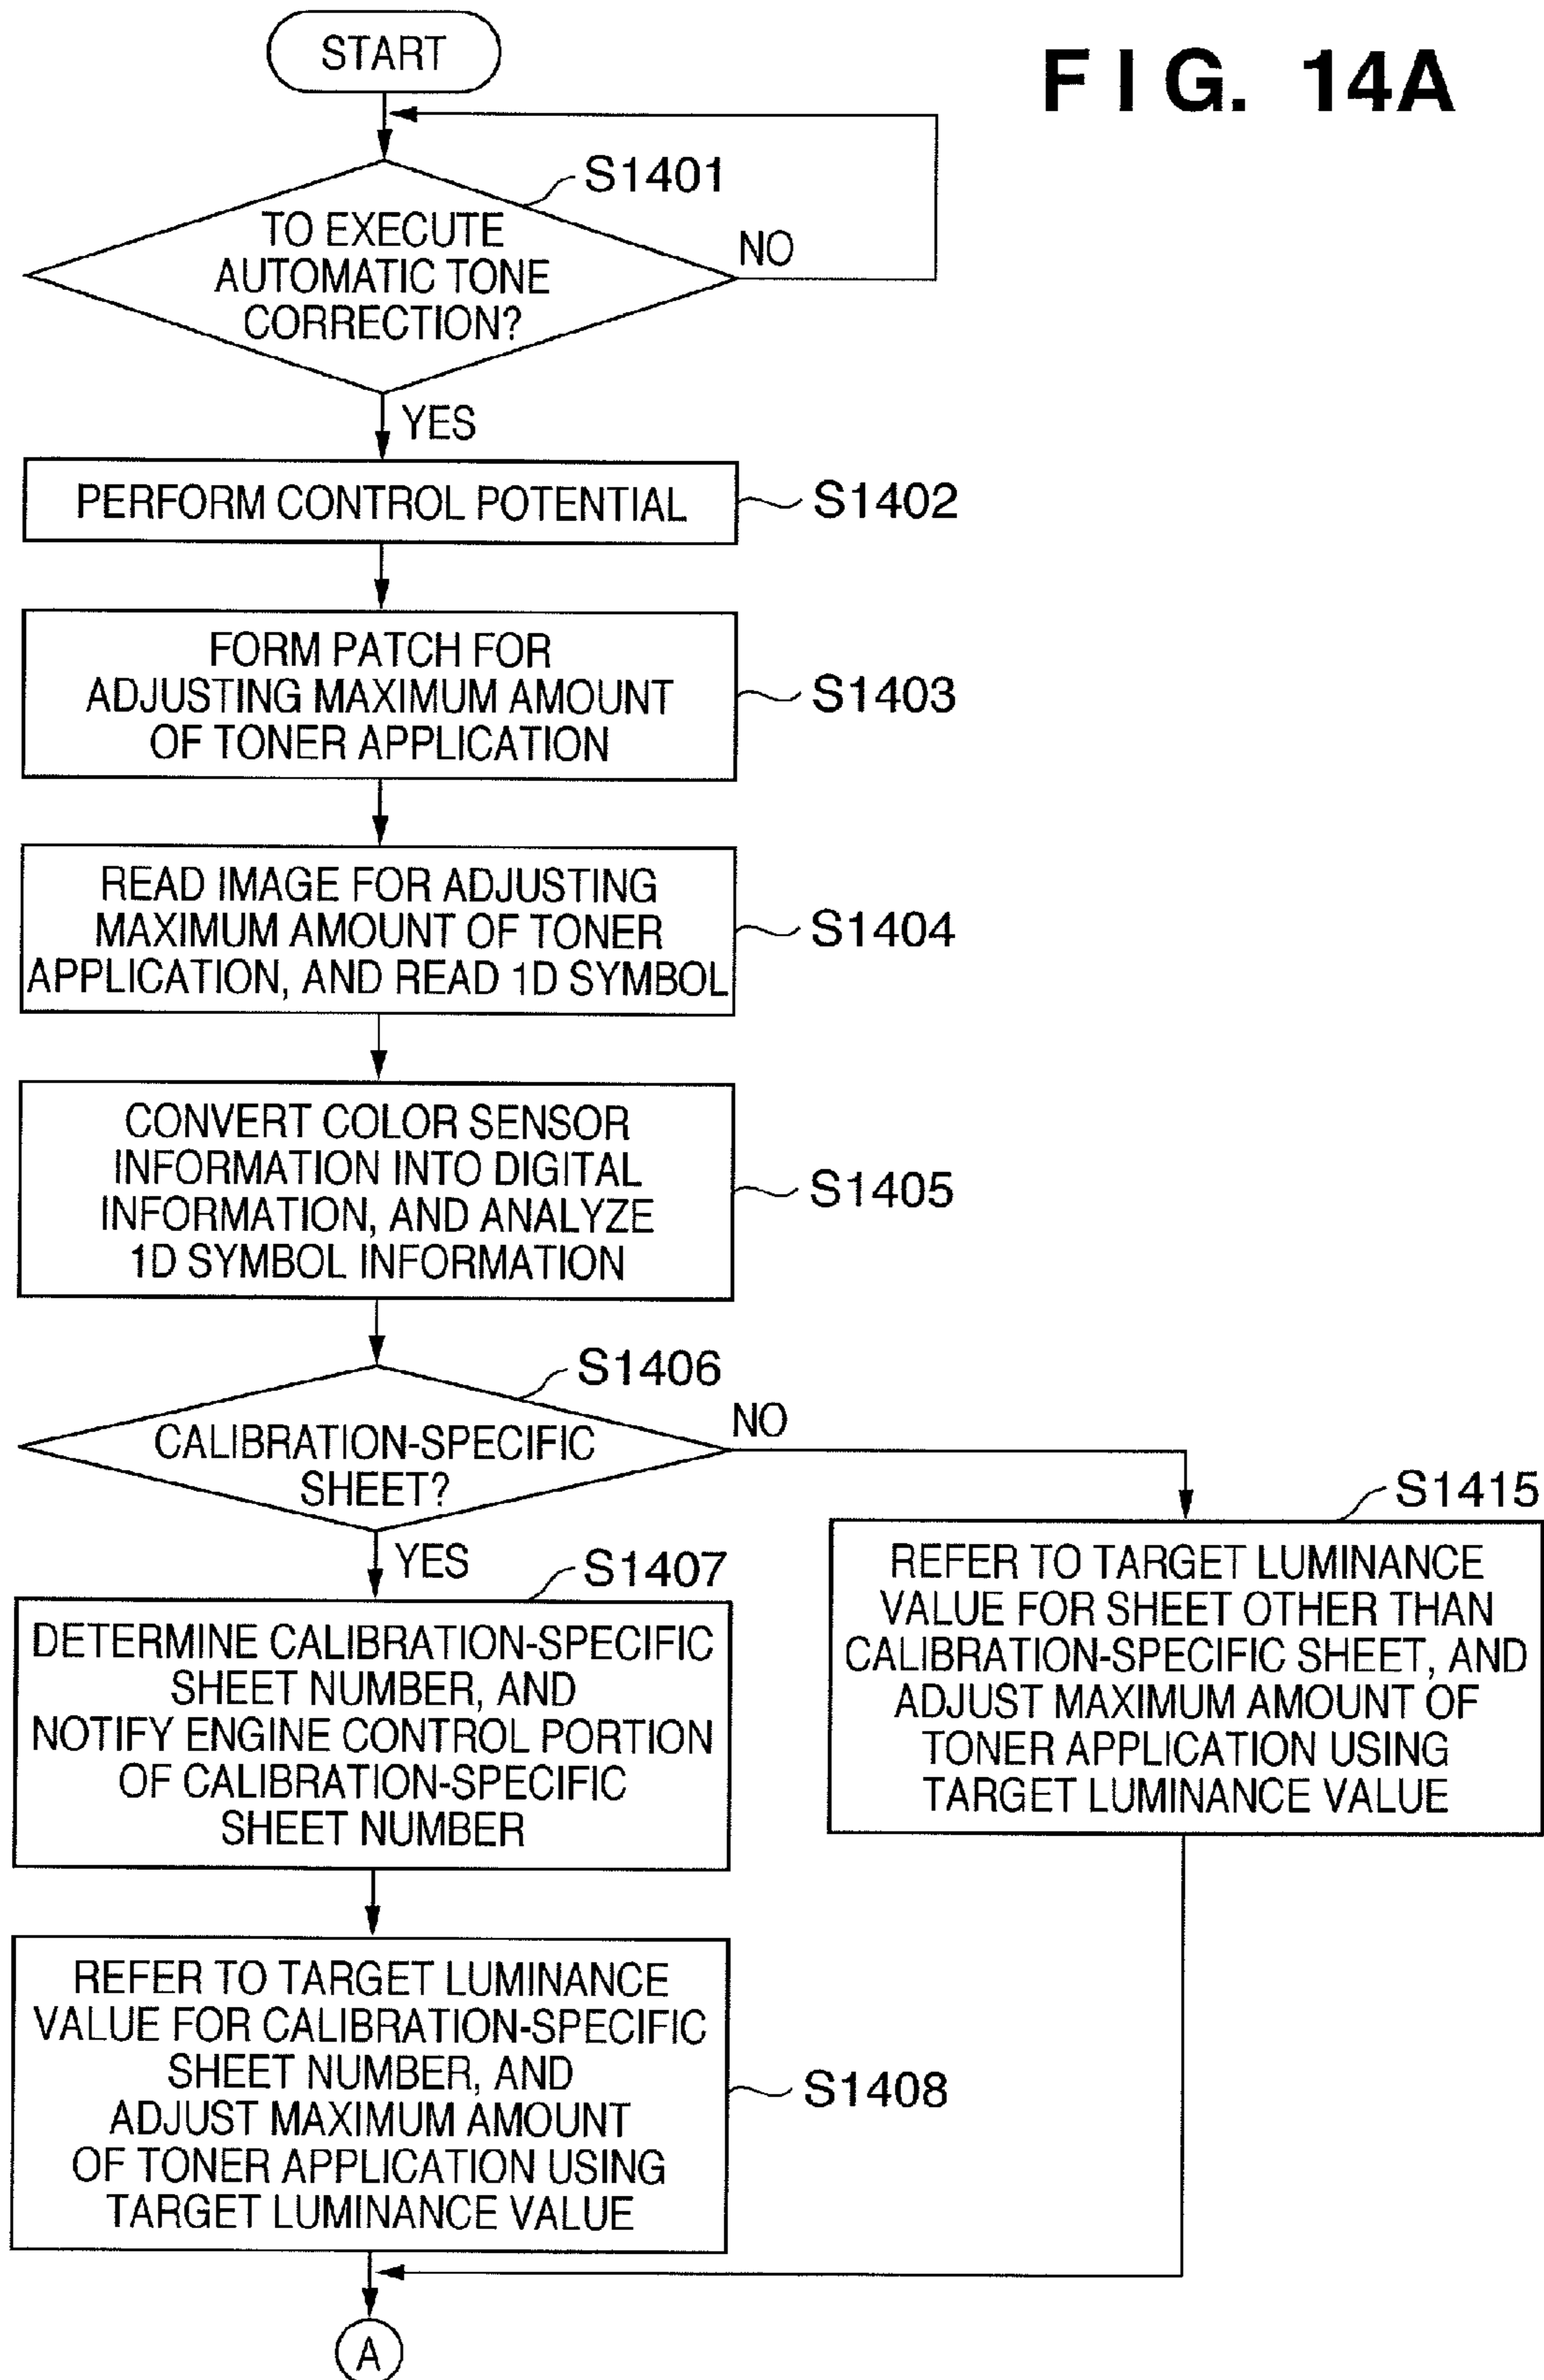 START
FIG. 14A
S1401
TO EXECUTE
AUTOMATIC TONE
CORRECTION?
NO
YES
PERFORM CONTROL POTENTIAL
S1402
FORM PATCH FOR
ADJUSTING MAXIMUM AMOUNT
OF TONER APPLICATION
S1403
READ IMAGE FOR ADJUSTING
MAXIMUM AMOUNT OF TONER
APPLICATION, AND READ 1D SYMBOL
S1404
CONVERT COLOR SENSOR
INFORMATION INTO DIGITAL
INFORMATION, AND ANALYZE
1D SYMBOL INFORMATION
S1405
S1406
CALIBRATION-SPECIFIC
SHEET?
NO
YES
S1415
REFER TO TARGET LUMINANCE
VALUE FOR SHEET OTHER THAN
CALIBRATION-SPECIFIC SHEET, AND
ADJUST MAXIMUM AMOUNT OF
TONER APPLICATION USING
TARGET LUMINANCE VALUE
S1407
DETERMINE CALIBRATION-SPECIFIC
SHEET NUMBER, AND
NOTIFY ENGINE CONTROL PORTION
OF CALIBRATION-SPECIFIC
SHEET NUMBER
REFER TO TARGET LUMINANCE
VALUE FOR CALIBRATION-SPECIFIC
SHEET NUMBER, AND
ADJUST MAXIMUM AMOUNT
OF TONER APPLICATION USING
TARGET LUMINANCE VALUE
S1408
A